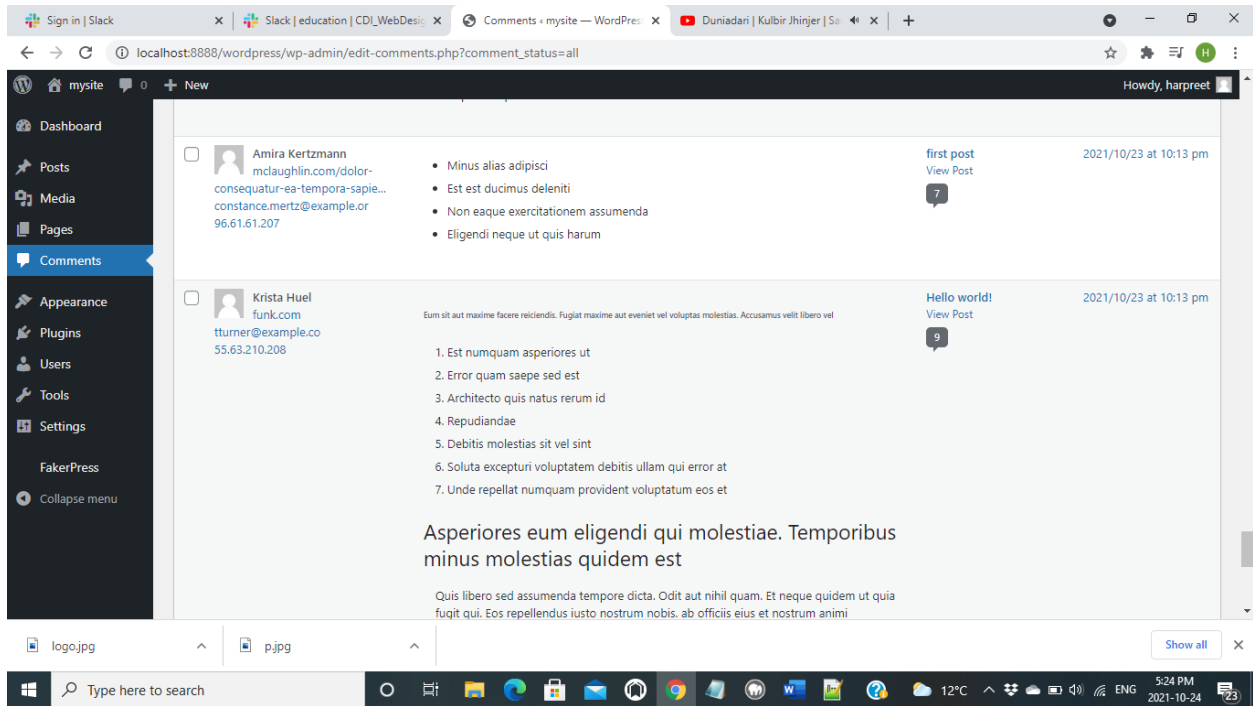 Sign in | Slack
Slack | education | CDI_WebDesig
Comments ‹ mysite — WordPres
Duniadari | Kulbir Jhinjer | Sa
localhost:8888/wordpress/wp-admin/edit-comments.php?comment_status=all
H
mysite
0
New
Howdy, harpreet
Dashboard
Posts
Media
Pages
Comments
Appearance
Plugins
Users
Tools
Settings
FakerPress
Collapse menu
Amira Kertzmann
mclaughlin.com/dolor-
consequatur-ea-tempora-sapie...
constance.mertz@example.or
96.61.61.207
• Minus alias adipisci
• Est est ducimus deleniti
• Non eaque exercitationem assumenda
• Eligendi neque ut quis harum
first post
View Post
7
2021/10/23 at 10:13 pm
Krista Huel
funk.com
tturner@example.co
55.63.210.208
Eum sit aut maxime facere reiciendis. Fugiat maxime aut eveniet vel voluptas molestias. Accusamus velit libero vel
1. Est numquam asperiores ut
2. Error quam saepe sed est
3. Architecto quis natus rerum id
4. Repudiandae
5. Debitis molestias sit vel sint
6. Soluta excepturi voluptatem debitis ullam qui error at
7. Unde repellat numquam provident voluptatum eos et
Asperiores eum eligendi qui molestiae. Temporibus
minus molestias quidem est
Quis libero sed assumenda tempore dicta. Odit aut nihil quam. Et neque quidem ut quia
fugit qui. Eos repellendus iusto nostrum nobis. ab officiis eius et nostrum animi
Hello world!
View Post
9
2021/10/23 at 10:13 pm
logo.jpg
p.jpg
Show all
Type here to search
12°C
ENG
5:24 PM
2021-10-24
23